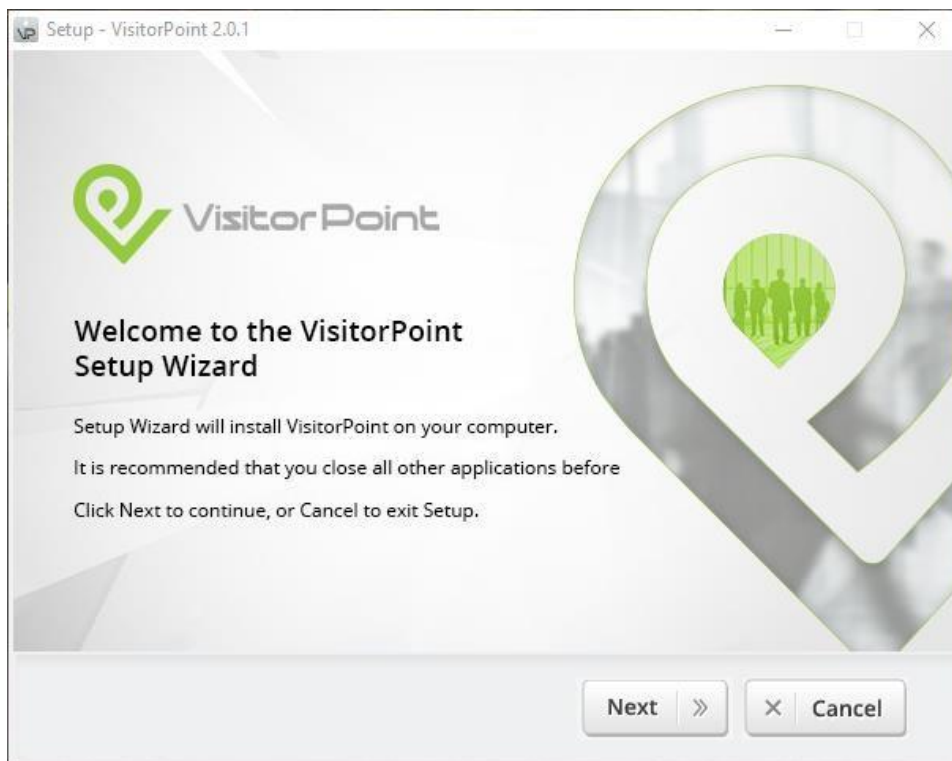 Setup - VisitorPoint 2.0.1
VisitorPoint
Welcome to the VisitorPoint
Setup Wizard
Setup Wizard will install VisitorPoint on your computer.
It is recommended that you close all other applications before
Click Next to continue, or Cancel to exit Setup.
Next
Cancel